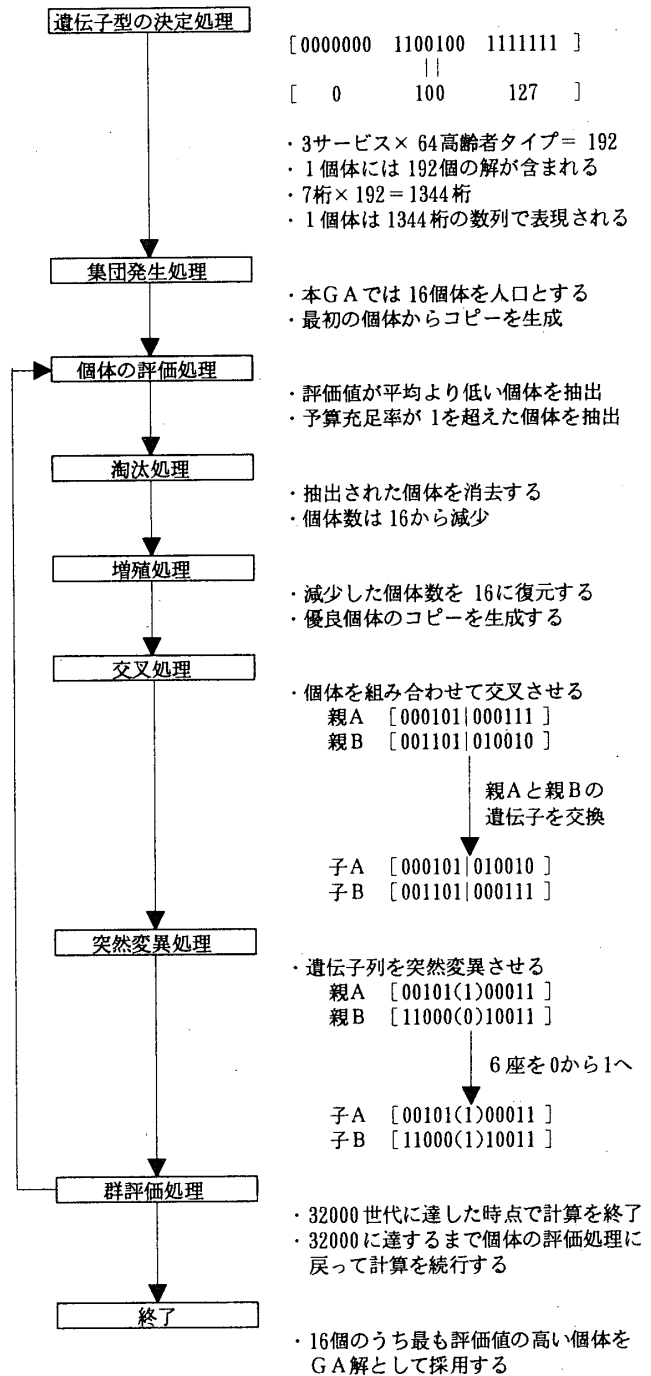 遺伝子型の決定処理
[0000000 1100100 1111111 ]
||
[ 0 100 127 ]
・3サービス×64高齢者タイプ=192
・1個体には192個の解が含まれる
・7桁×192=1344桁
・1個体は1344桁の数列で表現される
集団発生処理
・本GAでは16個体を人口とする
・最初の個体からコピーを生成
個体の評価処理
・評価値が平均より低い個体を抽出
・予算充足率が1を超えた個体を抽出
淘汰処理
・抽出された個体を消去する
・個体数は16から減少
増殖処理
・減少した個体数を16に復元する
・優良個体のコピーを生成する
交叉処理
・個体を組み合わせて交叉させる
親A [000101|000111 ]
親B [001101|010010 ]
親Aと親Bの
遺伝子を交換
子A [000101|010010 ]
子B [001101|000111 ]
突然変異処理
・遺伝子列を突然変異させる
親A [00101(1)00011 ]
親B [11000(0)10011 ]
6座を0から1へ
子A [00101(1)00011 ]
子B [11000(1)10011 ]
群評価処理
・32000世代に達した時点で計算を終了
・32000に達するまで個体の評価処理に
戻って計算を続行する
終了
・16個のうち最も評価値の高い個体を
GA解として採用する